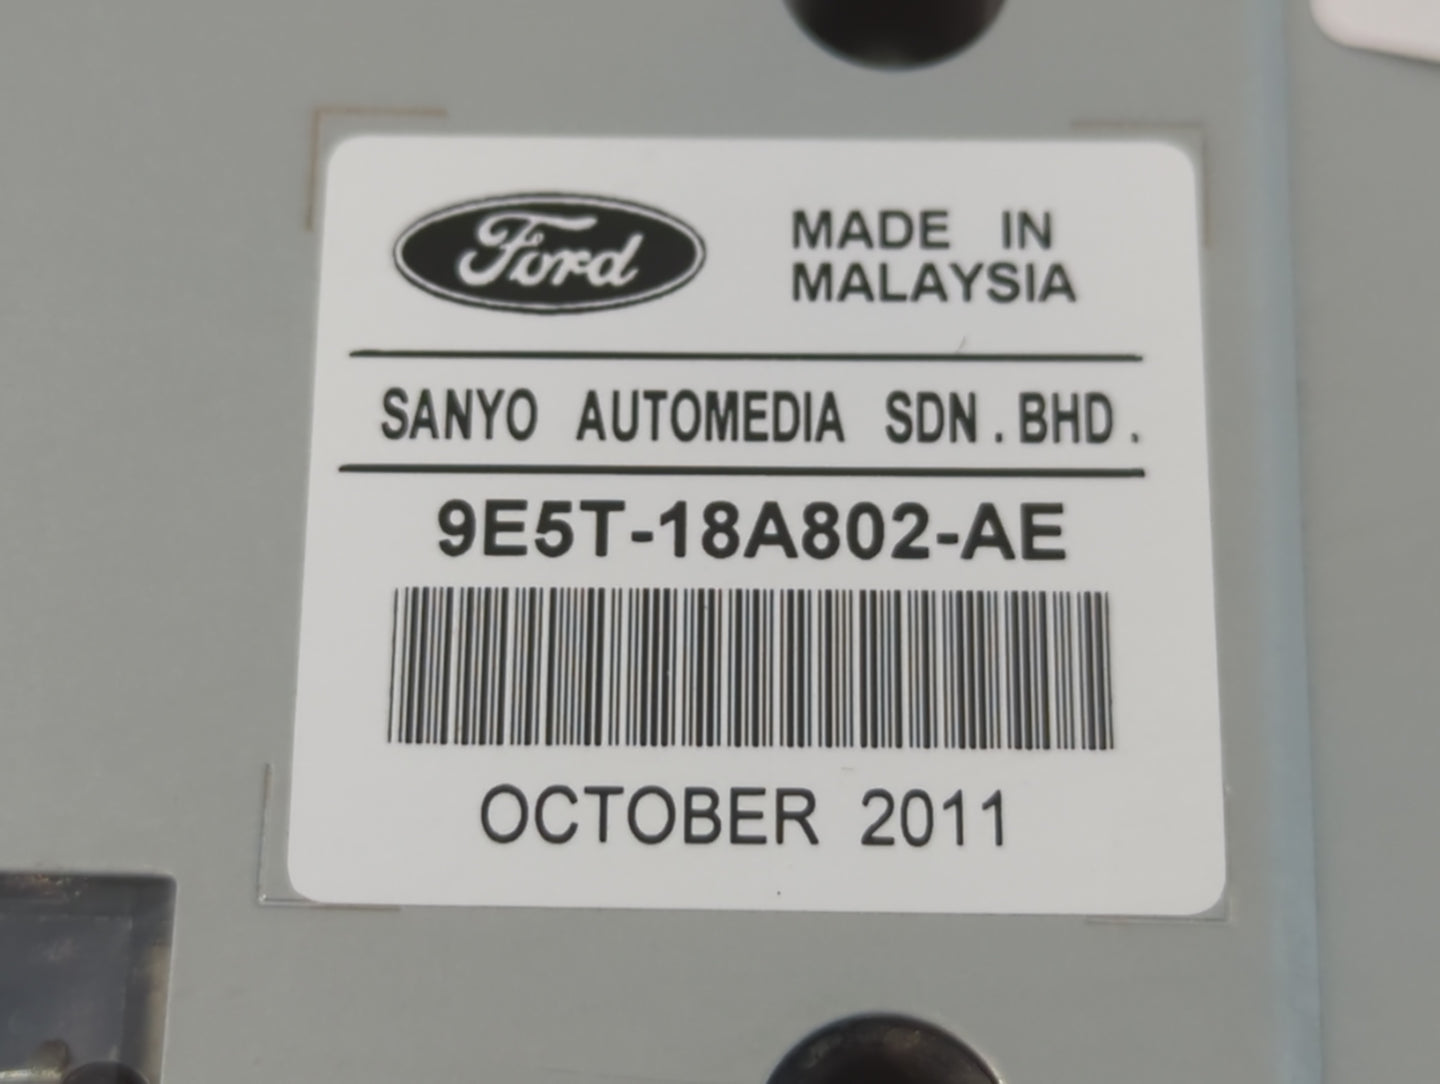 Ford
MADE IN
MALAYSIA
SANYO AUTOMEDIA SDN. BHD.
9E5T-18A802-AE
OCTOBER 2011